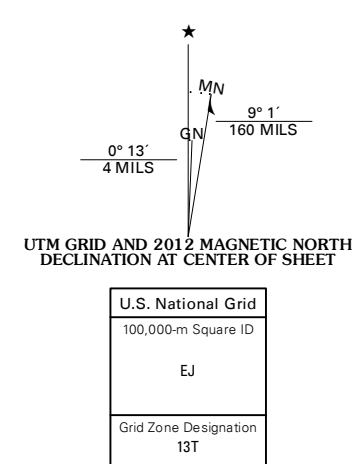 ★
MN
GN
9° 1´
160 MILS
0° 13´
4 MILS
UTM GRID AND 2012 MAGNETIC NORTH
DECLINATION AT CENTER OF SHEET
U.S. National Grid
100,000-m Square ID
EJ
Grid Zone Designation
13T